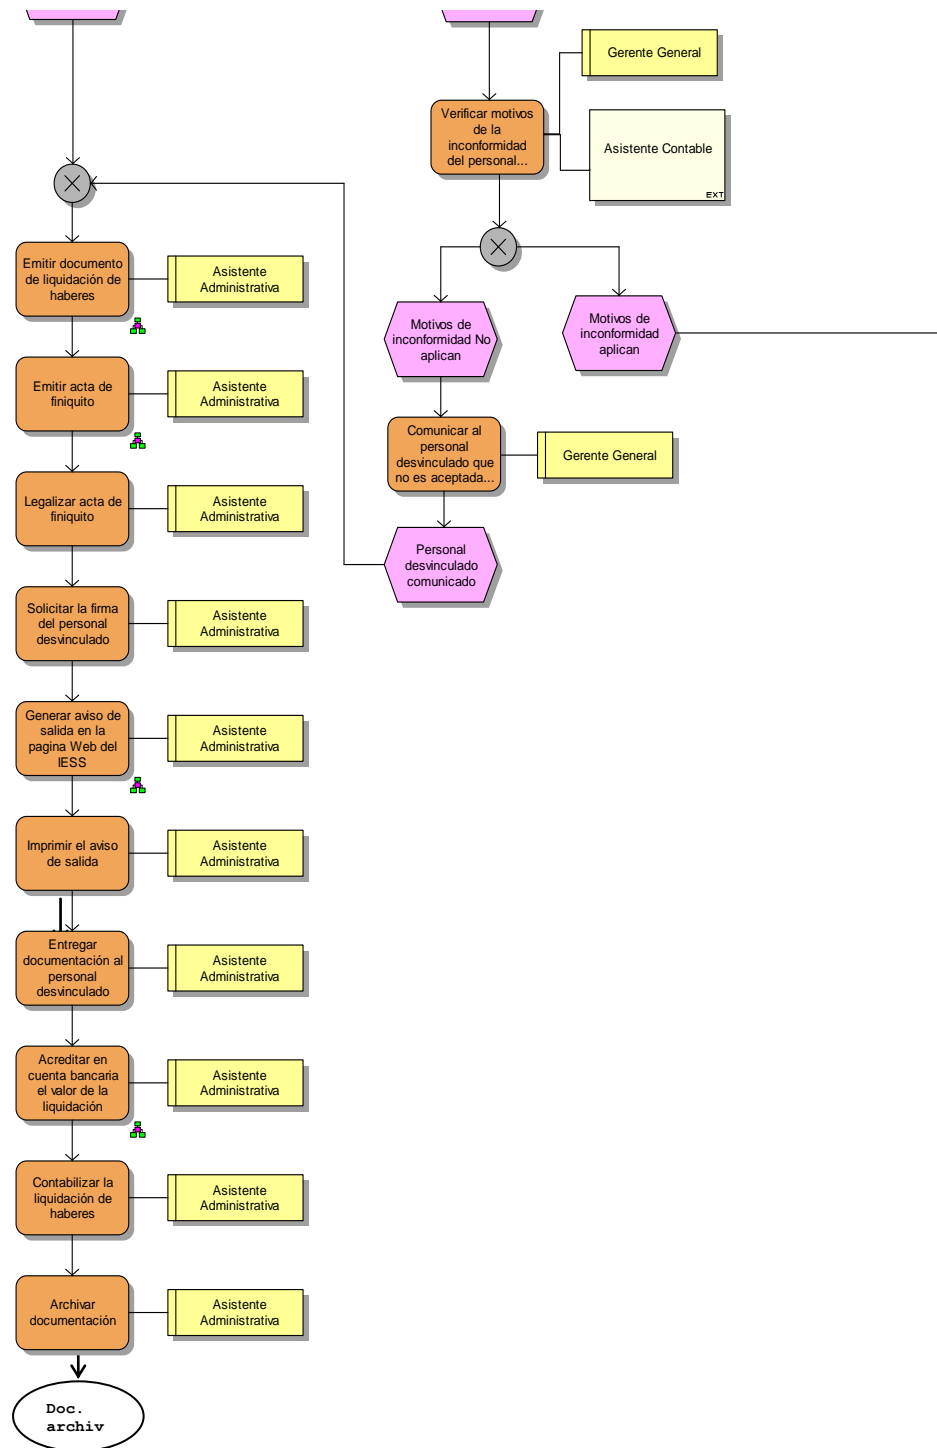 Gerente General
Verificar motivos
de la
inconformidad
del personal...
Asistente Contable
EXT
Emitir documento
de liquidación de
haberes
Asistente
Administrativa
Motivos de
inconformidad No
aplican
Motivos de
inconformidad
aplican
Emitir acta de
finiquito
Asistente
Administrativa
Comunicar al
personal
desvinculado que
no es aceptada...
Gerente General
Legalizar acta de
finiquito
Asistente
Administrativa
Personal
desvinculado
comunicado
Solicitar la firma
del personal
desvinculado
Asistente
Administrativa
Generar aviso de
salida en la
pagina Web del
IESS
Asistente
Administrativa
Imprimir el aviso
de salida
Asistente
Administrativa
Entregar
documentación al
personal
desvinculado
Asistente
Administrativa
Acreditar en
cuenta bancaria
el valor de la
liquidación
Asistente
Administrativa
Contabilizar la
liquidación de
haberes
Asistente
Administrativa
Archivar
documentación
Asistente
Administrativa
Doc.
archiv